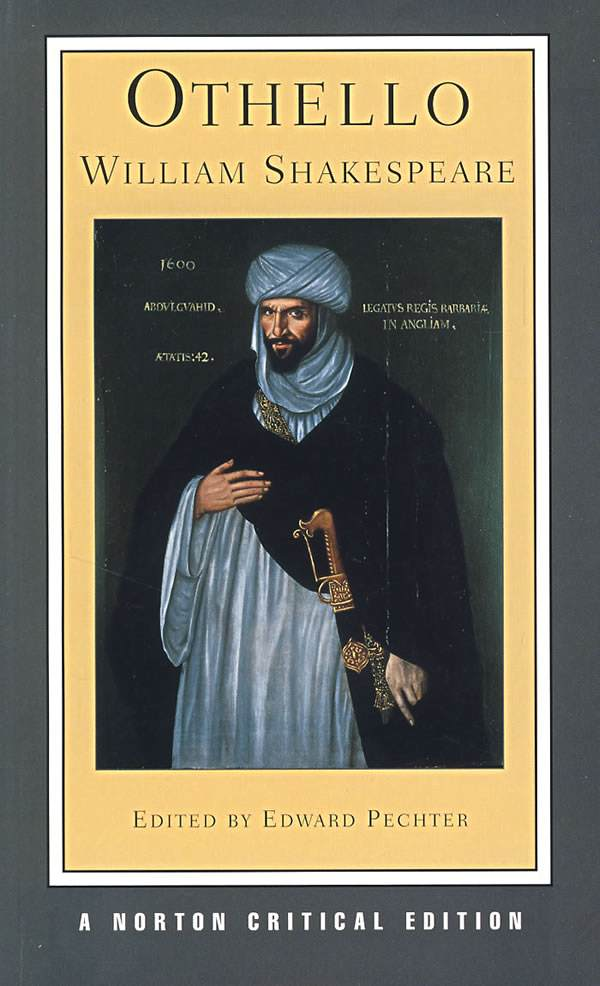 OTHELLO
WILLIAM SHAKESPEARE
1600
ABDVLGVAHID.
ÆTATIS:42.
LEGATVS REGIS BARBARIÆ
IN ANGLIAM.
EDITED BY EDWARD PECHTER
A NORTON CRITICAL EDITION